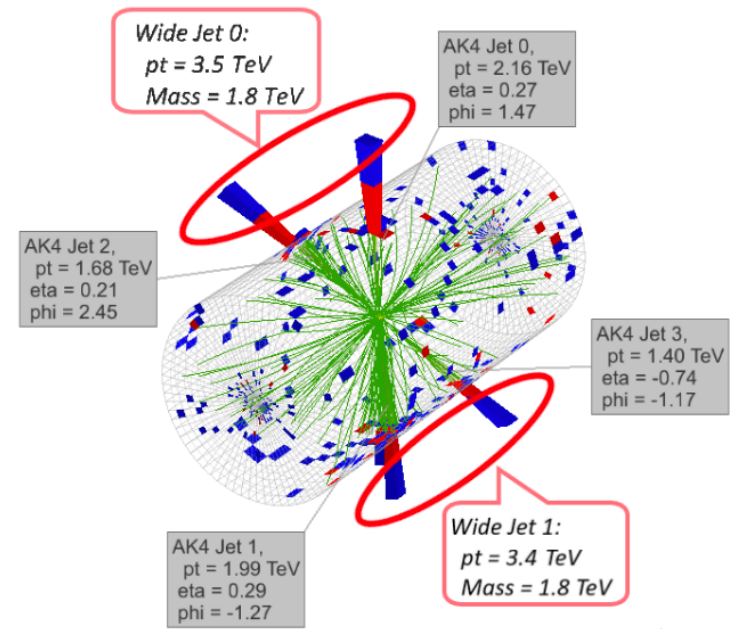 Wide Jet 0:
pt = 3.5 TeV
Mass = 1.8 TeV
AK4 Jet 0,
pt = 2.16 TeV
eta = 0.27
phi = 1.47
AK4 Jet 2,
pt = 1.68 TeV
eta = 0.21
phi = 2.45
AK4 Jet 3,
pt = 1.40 TeV
eta = -0.74
phi = -1.17
Wide Jet 1:
pt = 3.4 TeV
Mass = 1.8 TeV
AK4 Jet 1,
pt = 1.99 TeV
eta = 0.29
phi = -1.27